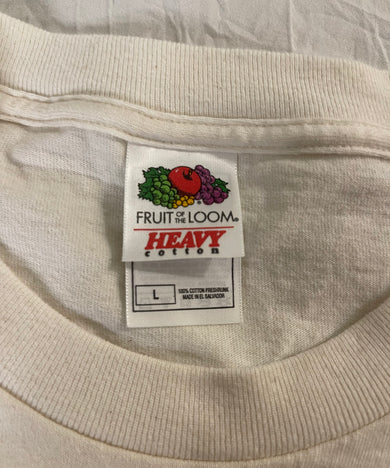 FRUIT OF THE LOOM®
HEAVY
cotton
L
100% COTTON PRESHRUNK
MADE IN EL SALVADOR